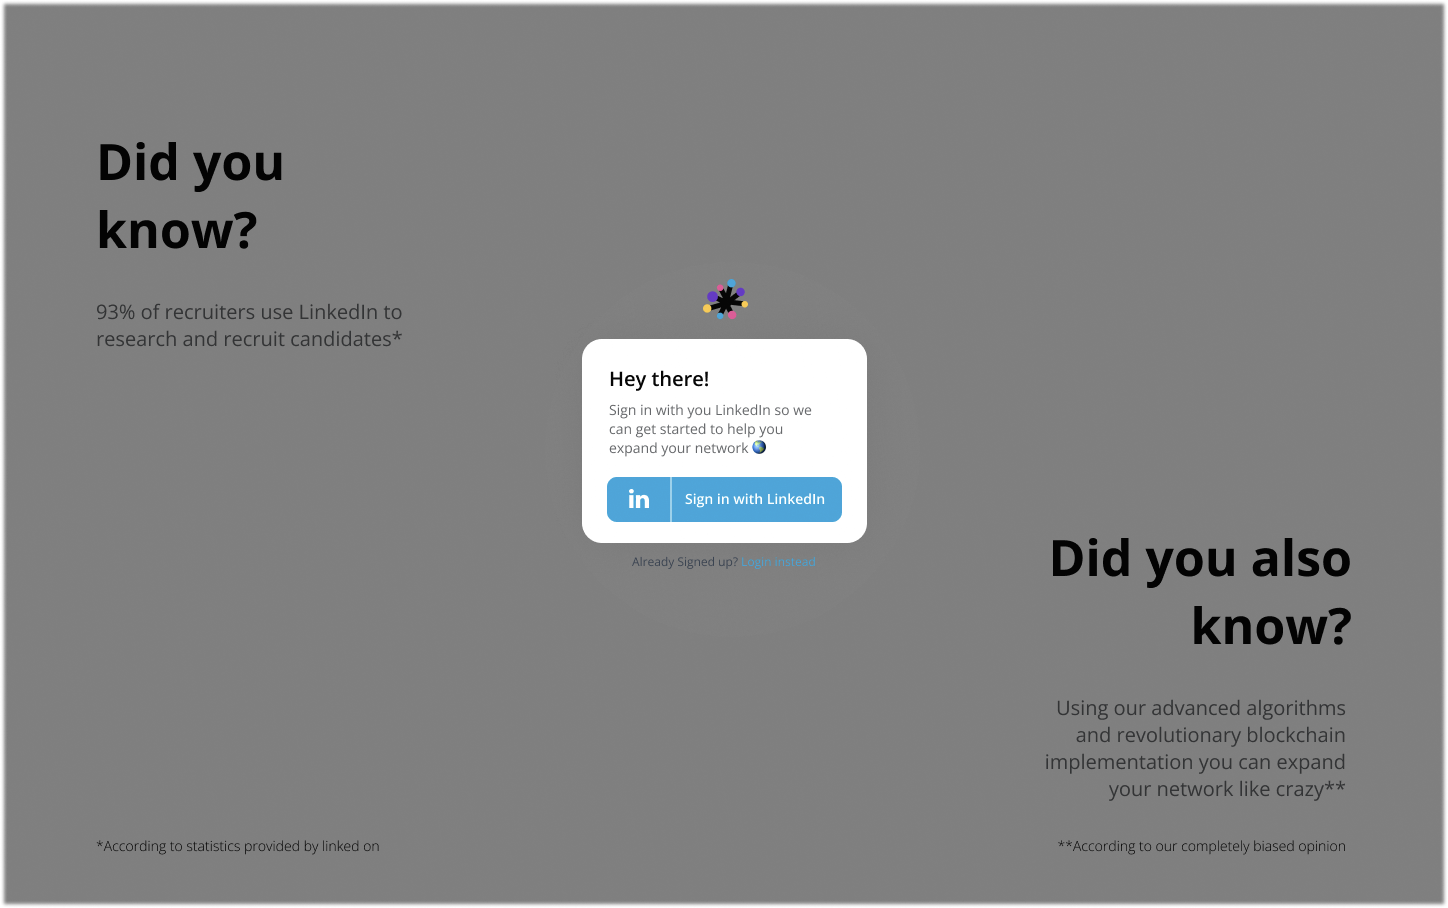 Did you
know?
93% of recruiters use LinkedIn to
research and recruit candidates*
Hey there!
Sign in with you LinkedIn so we
can get started to help you
expand your network 🌍
in
Sign in with LinkedIn
Already Signed up? Login instead
Did you also
know?
Using our advanced algorithms
and revolutionary blockchain
implementation you can expand
your network like crazy**
*According to statistics provided by linked on
**According to our completely biased opinion